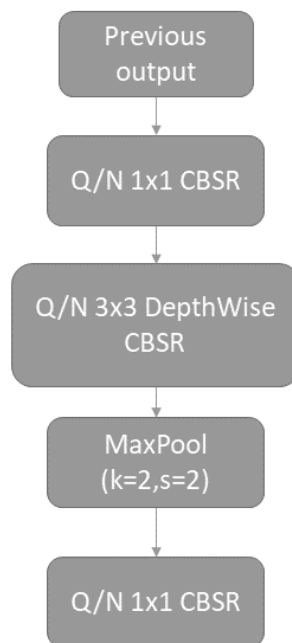 Previous
output
Q/N 1x1 CBSR
Q/N 3x3 DepthWise
CBSR
MaxPool
(k=2,s=2)
Q/N 1x1 CBSR